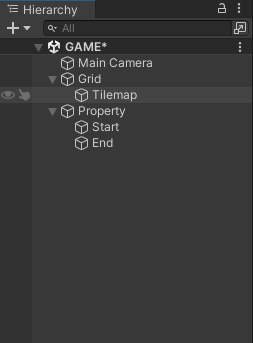 Hierarchy
All
GAME*
Main Camera
Grid
Tilemap
Property
Start
End